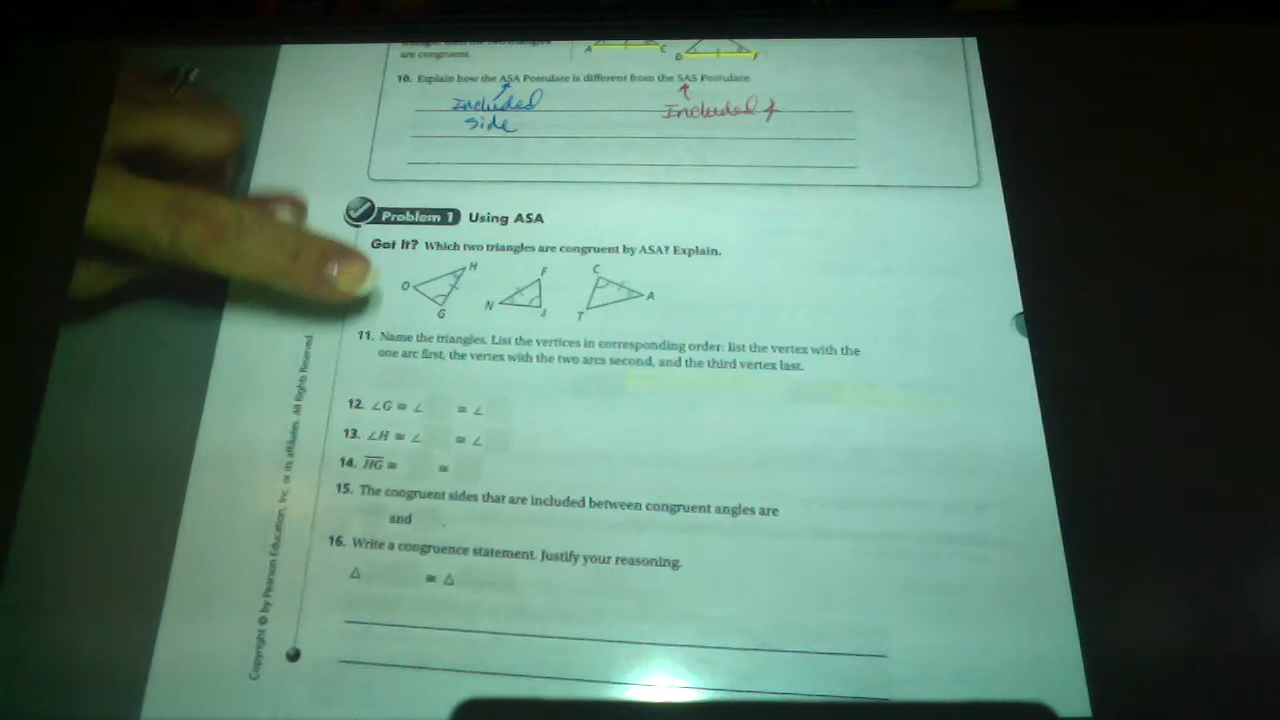 are congruent.
A C D F
10. Explain how the ASA Postulate is different from the SAS Postulate.
Included Included ∠
side
Problem 1 Using ASA
Got It? Which two triangles are congruent by ASA? Explain.
O H G N F J C A T
11. Name the triangles. List the vertices in corresponding order: list the vertex with the
one arc first, the vertex with the two arcs second, and the third vertex last.
12. ∠G ≅ ∠ ≅ ∠
13. ∠H ≅ ∠ ≅ ∠
14. HG ≅ ≅
15. The congruent sides that are included between congruent angles are
and .
16. Write a congruence statement. Justify your reasoning.
△ ≅ △
Copyright © by Pearson Education, Inc. or its affiliates. All Rights Reserved.